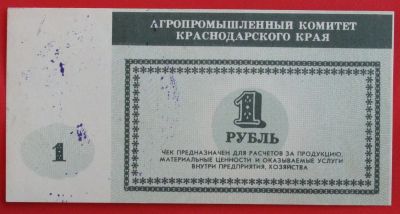 АГРОПРОМЫШЛЕННЫЙ КОМИТЕТ
КРАСНОДАРСКОГО КРАЯ
1
РУБЛЬ
1
ЧЕК ПРЕДНАЗНАЧЕН ДЛЯ РАСЧЕТОВ ЗА ПРОДУКЦИЮ,
МАТЕРИАЛЬНЫЕ ЦЕННОСТИ И ОКАЗЫВАЕМЫЕ УСЛУГИ
ВНУТРИ ПРЕДПРИЯТИЯ, ХОЗЯЙСТВА